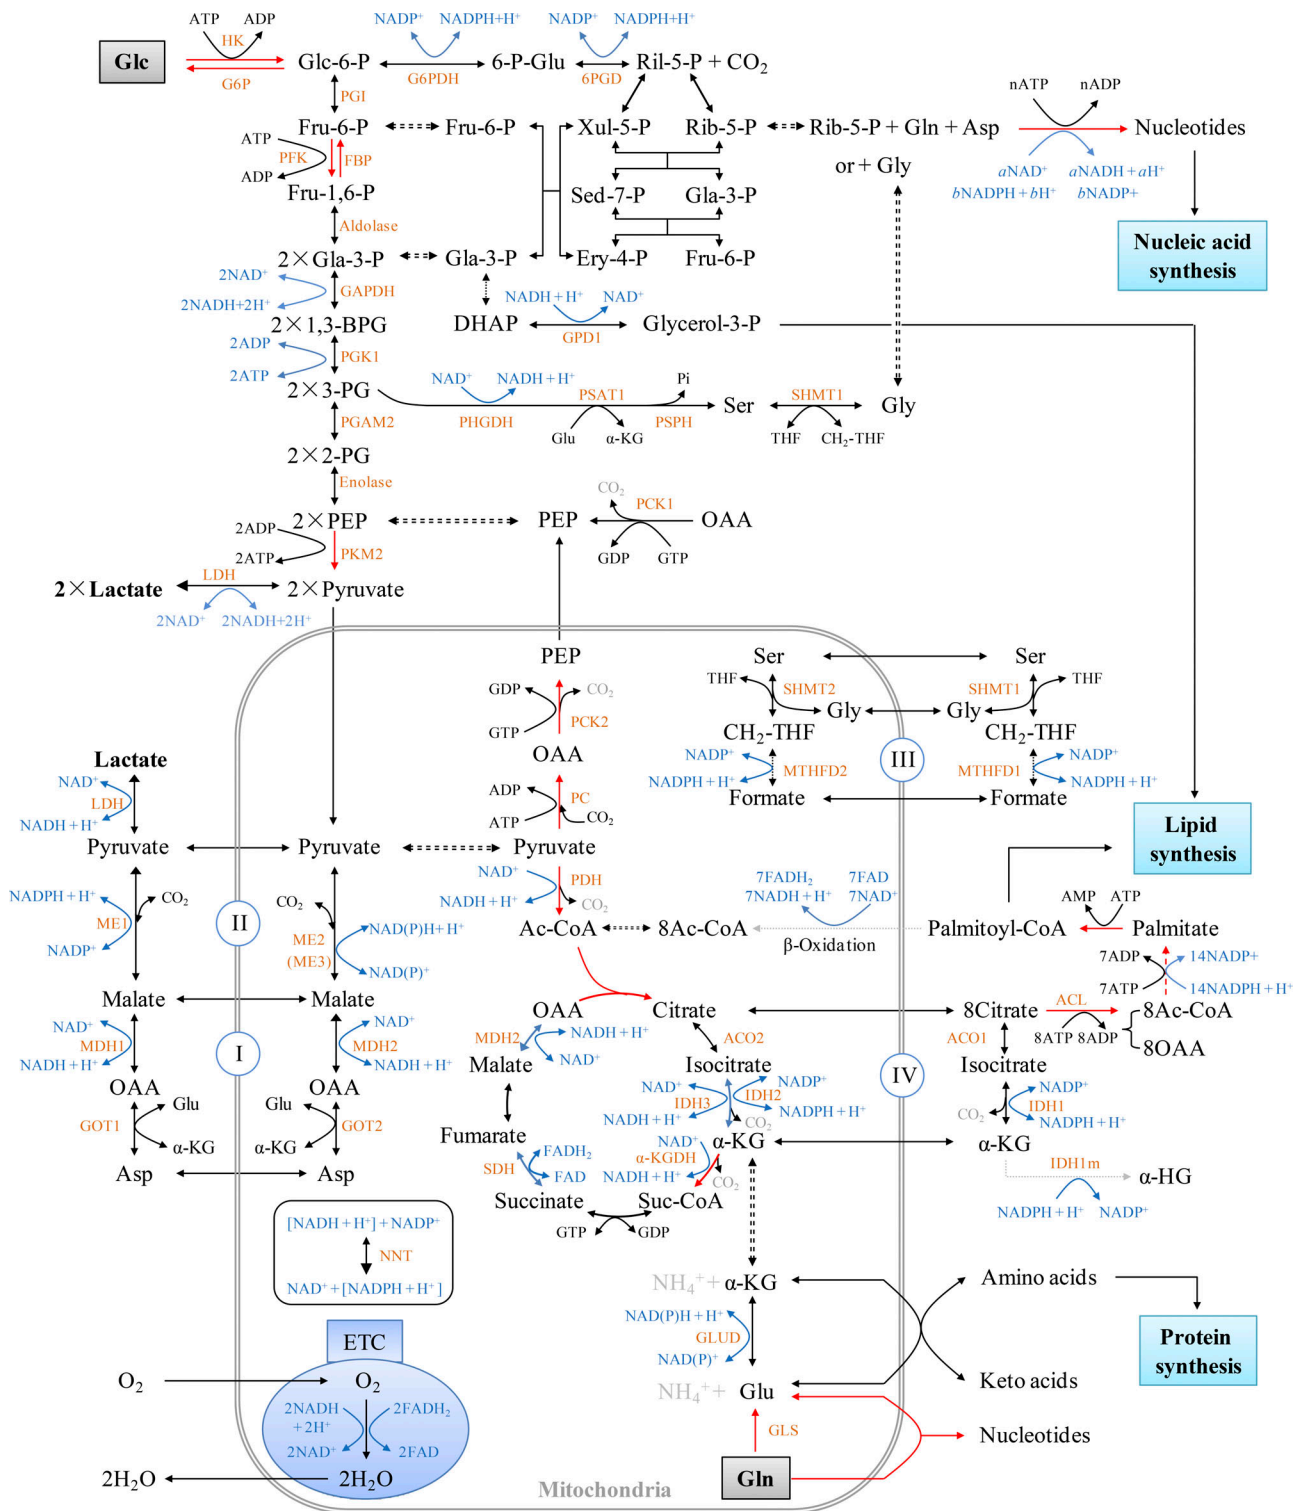 ATP ADP NADP⁺ NADPH+H⁺ NADP⁺ NADPH+H⁺
HK
Glc Glc-6-P 6-P-Glu Ril-5-P + CO₂
G6P G6PDH 6PGD
PGI nATP nADP
Fru-6-P Fru-6-P Xul-5-P Rib-5-P Rib-5-P + Gln + Asp Nucleotides
ATP
PFK FBP or + Gly aNAD⁺ aNADH + aH⁺
ADP bNADPH + bH⁺ bNADP+
Fru-1,6-P Sed-7-P Gla-3-P
Aldolase
Nucleic acid
synthesis
2×Gla-3-P Gla-3-P Ery-4-P Fru-6-P
2NAD⁺
GAPDH
2NADH+2H⁺ NADH + H⁺ NAD⁺
2×1,3-BPG DHAP Glycerol-3-P
2ADP GPD1
PGK1
2ATP NAD⁺ NADH + H⁺ PSAT1 Pi SHMT1
2×3-PG Ser Gly
PGAM2 PHGDH PSPH
Glu α-KG THF CH₂-THF
2×2-PG
Enolase
CO₂ PCK1
2×PEP PEP OAA
2ADP
2ATP PKM2 GDP GTP
LDH
2×Lactate 2×Pyruvate
2NAD⁺ 2NADH+2H⁺
PEP Ser Ser
GDP CO₂ THF SHMT2 SHMT1 THF
GTP PCK2 Gly Gly
CH₂-THF CH₂-THF
OAA III
Lactate NADP⁺ NADP⁺
NAD⁺ MTHFD2 MTHFD1
LDH ADP PC NADPH + H⁺ NADPH + H⁺
NADH + H⁺ ATP CO₂ Formate Formate
Lipid
synthesis
Pyruvate Pyruvate Pyruvate
NAD⁺ PDH 7FADH₂ 7FAD
NADPH + H⁺ CO₂ CO₂ NADH + H⁺ CO₂ 7NADH + H⁺ 7NAD⁺ AMP ATP
ME1 II ME2 NAD(P)H + H⁺ Ac-CoA 8Ac-CoA Palmitoyl-CoA Palmitate
NADP⁺ (ME3) β-Oxidation
NAD(P)⁺ 7ADP 14NADP+
7ATP 14NADPH + H⁺
Malate Malate OAA Citrate 8Citrate ACL 8Ac-CoA
NAD⁺ NAD⁺ MDH2 NADH + H⁺ ACO2 ACO1 8ATP 8ADP
MDH1 I MDH2 NAD⁺ 8OAA
NADH + H⁺ NADH + H⁺ Malate Isocitrate IV Isocitrate
OAA OAA NAD⁺ NADP⁺ NADP⁺
IDH3 IDH2 IDH1
Glu Glu NADH + H⁺ NADPH + H⁺ CO₂ NADPH + H⁺
GOT1 GOT2 CO₂
α-KG α-KG Fumarate NAD⁺ α-KG α-KG
FADH₂ α-KGDH IDH1m
Asp Asp SDH FAD NADH + H⁺ CO₂ α-HG
Succinate Suc-CoA
NADPH + H⁺ NADP⁺
[NADH + H⁺] + NADP⁺ GTP GDP
NNT
NAD⁺ + [NADPH + H⁺] NH₄⁺ + α-KG Amino acids
NAD(P)H + H⁺
ETC GLUD
NAD(P)⁺
Protein
synthesis
O₂ O₂ NH₄⁺ + Glu Keto acids
2NADH 2FADH₂
+ 2H⁺ GLS Nucleotides
2NAD⁺ 2FAD
2H₂O 2H₂O Gln
Mitochondria